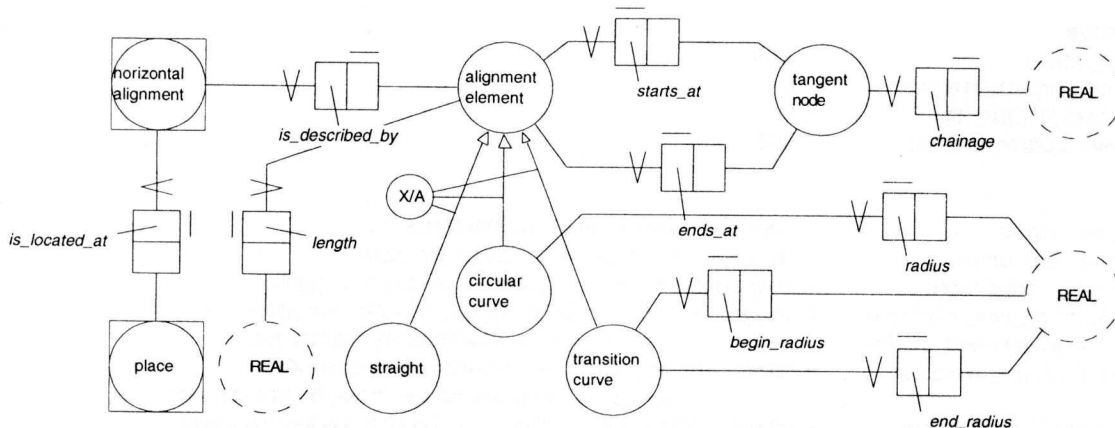 horizontal
alignment
is_described_by
alignment
element
starts_at
tangent
node
chainage
REAL
X/A
ends_at
is_located_at
length
circular
curve
radius
REAL
begin_radius
place
REAL
straight
transition
curve
end_radius